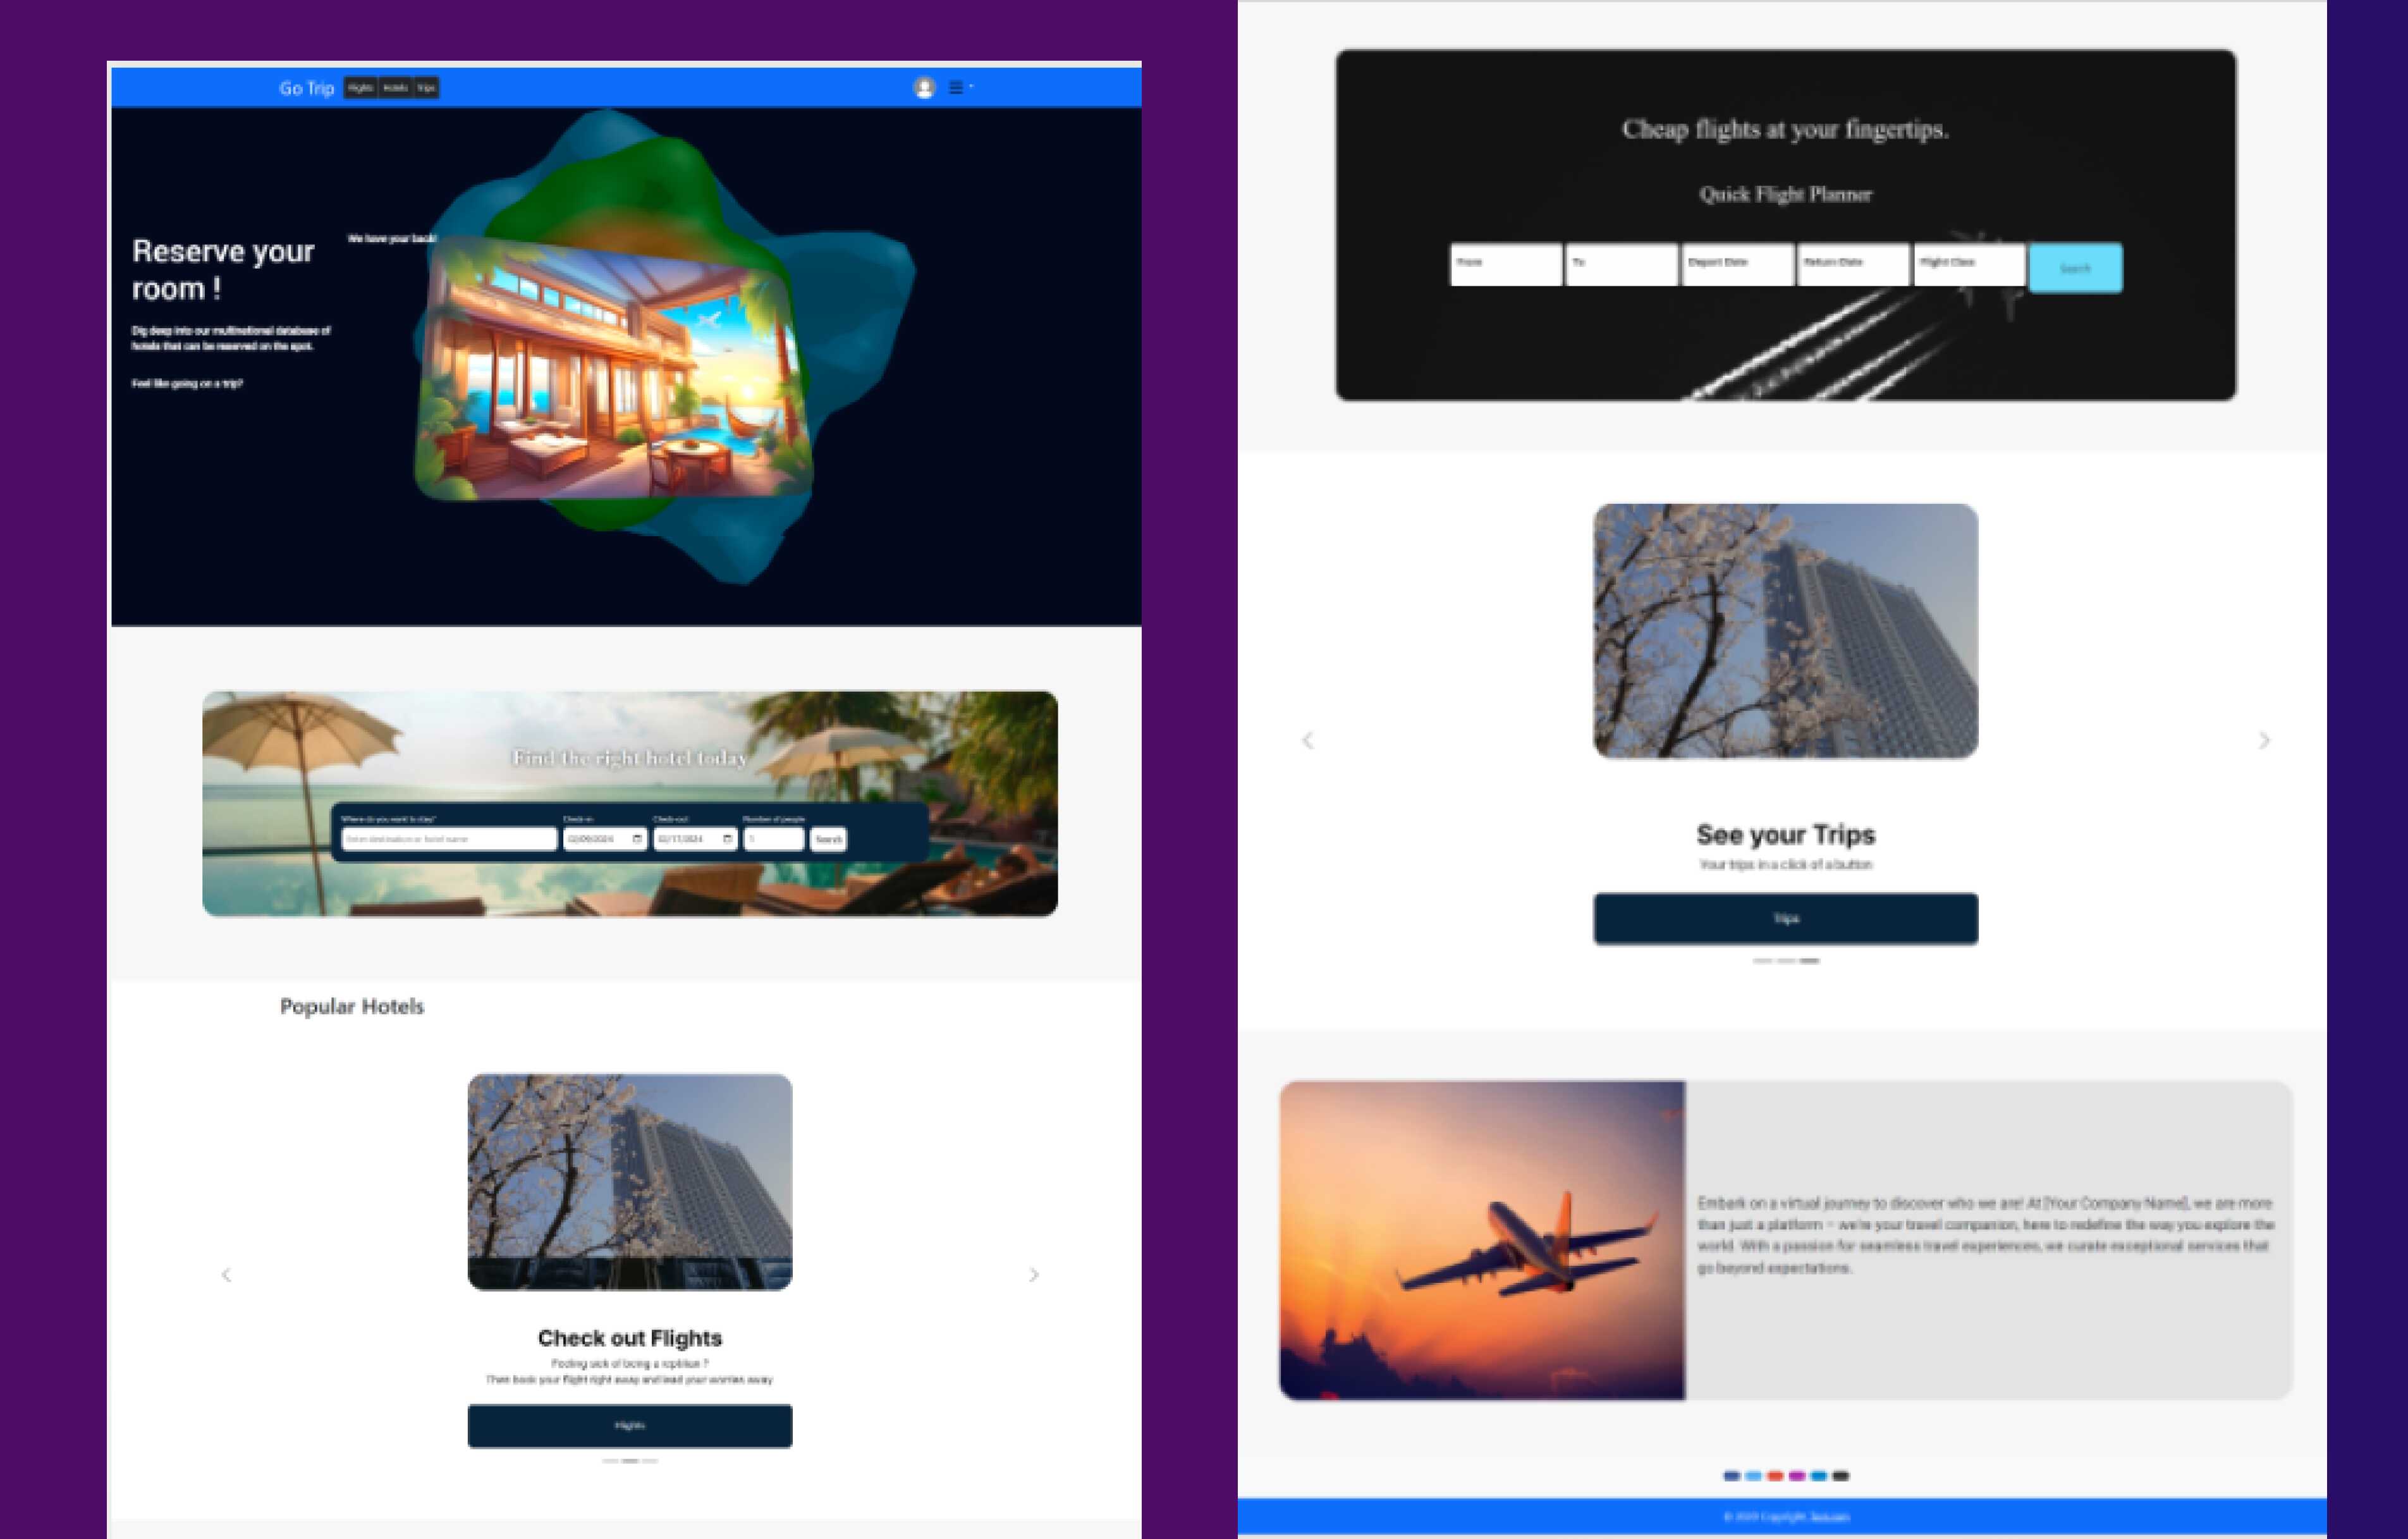 Go Trip
Flights Hotels Trips
We have your back!
Reserve your
room !
Dig deep into our multinational database of
hotels that can be reserved on the spot.
Feel like going on a trip?
Find the right hotel today
Where do you want to stay? Check-in Check-out Number of people
Enter destination or hotel name 02/09/2024 02/17/2024 1 Search
Popular Hotels
Check out Flights
Feeling sick of being a
Then book your flight right away and your worries away
Flights
Cheap flights at your fingertips.
Quick Flight Planner
From To Depart Date Return Date Flight Class Search
See your Trips
Your trips in a click of a button
Trips
Embark on a virtual journey to discover who we are! At [Your Company Name], we are more
than just a platform – we're your travel companion, here to redefine the way you explore the
world. With a passion for seamless travel experiences, we curate exceptional services that
go beyond expectations.
Copyright: